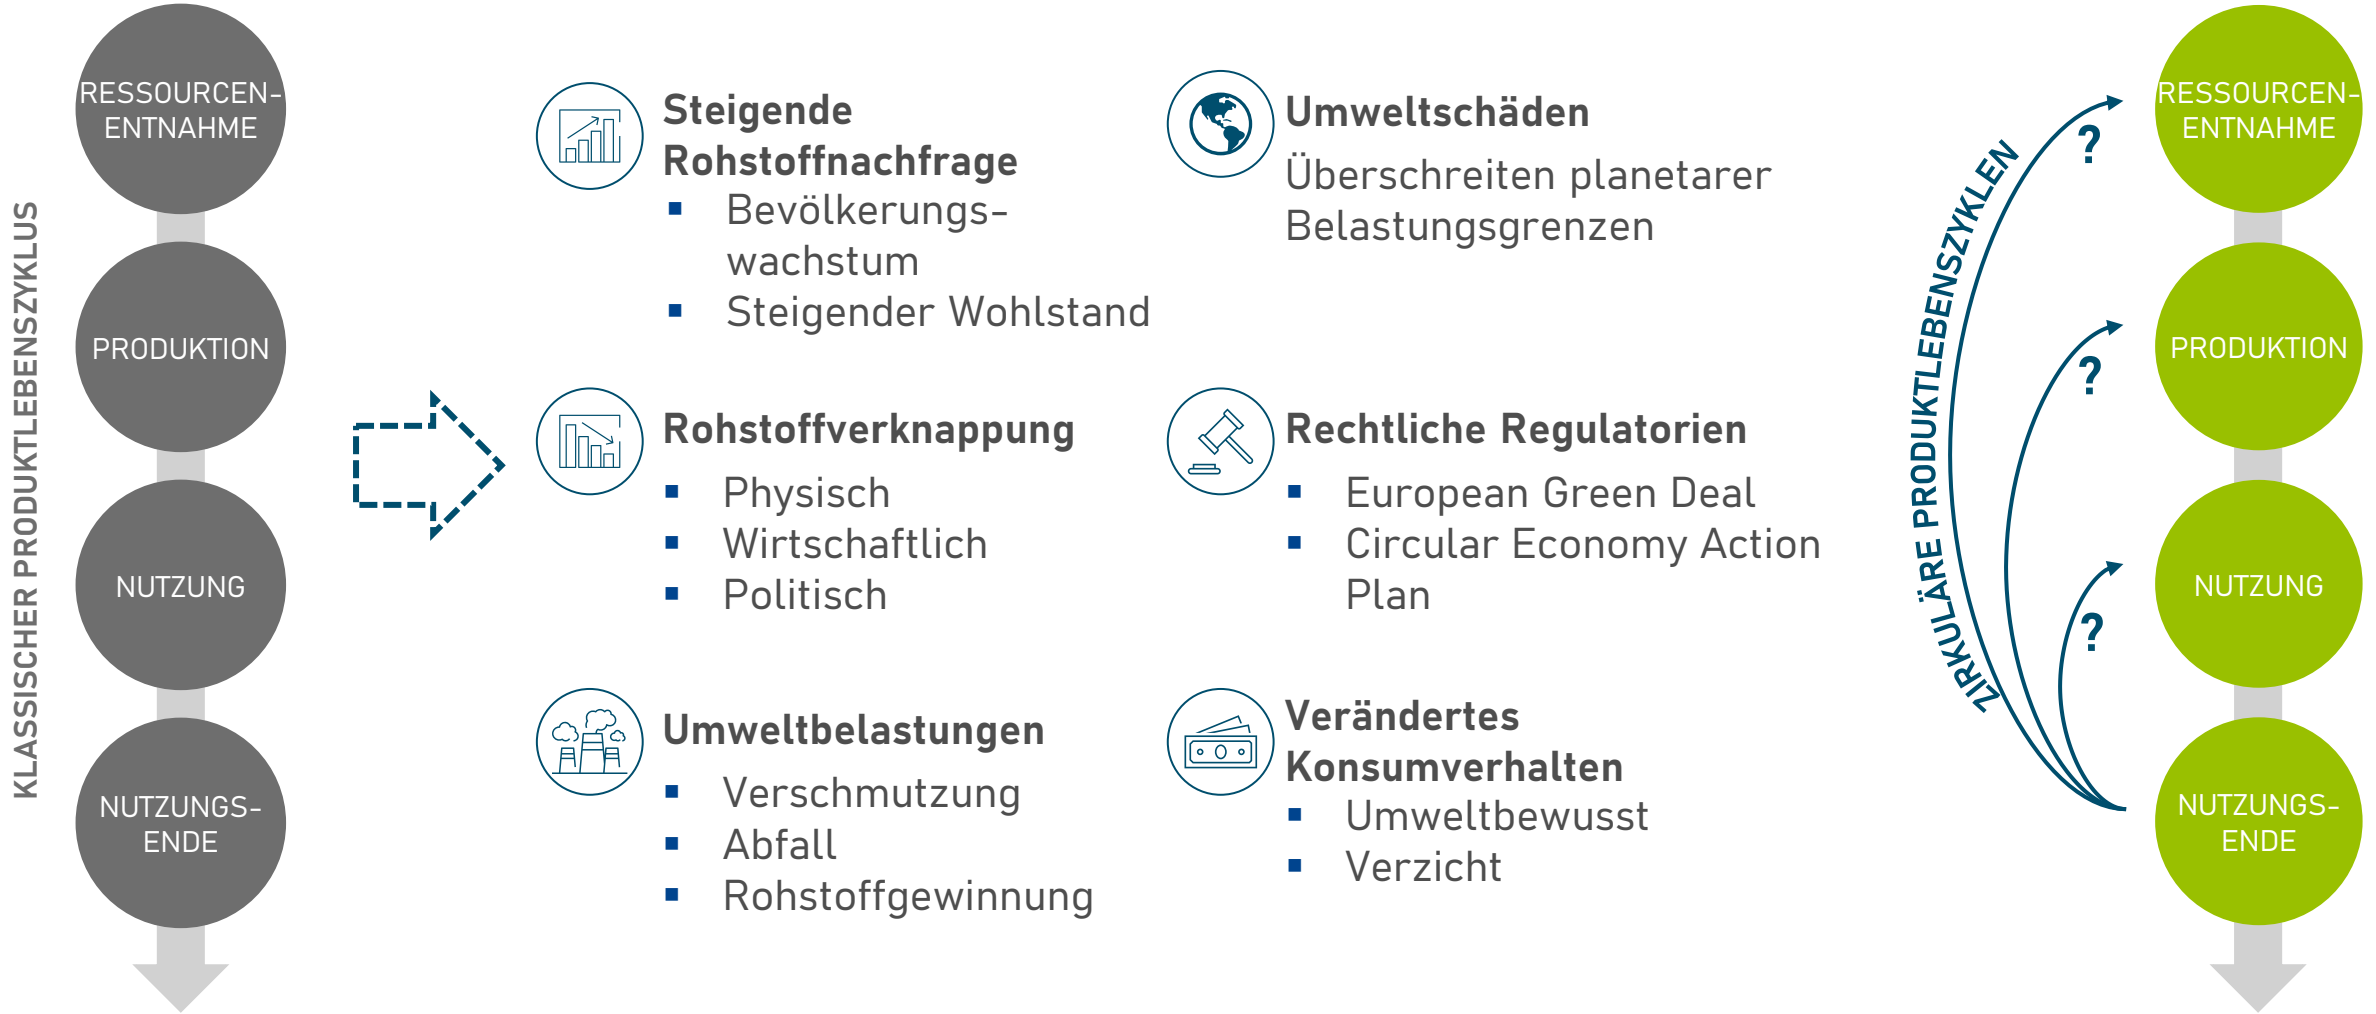 KLASSISCHER PRODUKTLEBENSZYKLUS
RESSOURCEN-
ENTNAHME
PRODUKTION
NUTZUNG
NUTZUNGS-
ENDE
Steigende
Rohstoffnachfrage
▪ Bevölkerungs-
wachstum
▪ Steigender Wohlstand
Rohstoffverknappung
▪ Physisch
▪ Wirtschaftlich
▪ Politisch
Umweltbelastungen
▪ Verschmutzung
▪ Abfall
▪ Rohstoffgewinnung
Umweltschäden
Überschreiten planetarer
Belastungsgrenzen
Rechtliche Regulatorien
▪ European Green Deal
▪ Circular Economy Action
Plan
Verändertes
Konsumverhalten
▪ Umweltbewusst
▪ Verzicht
ZIRKULÄRE PRODUKTLEBENSZYKLEN
?
?
?
RESSOURCEN-
ENTNAHME
PRODUKTION
NUTZUNG
NUTZUNGS-
ENDE